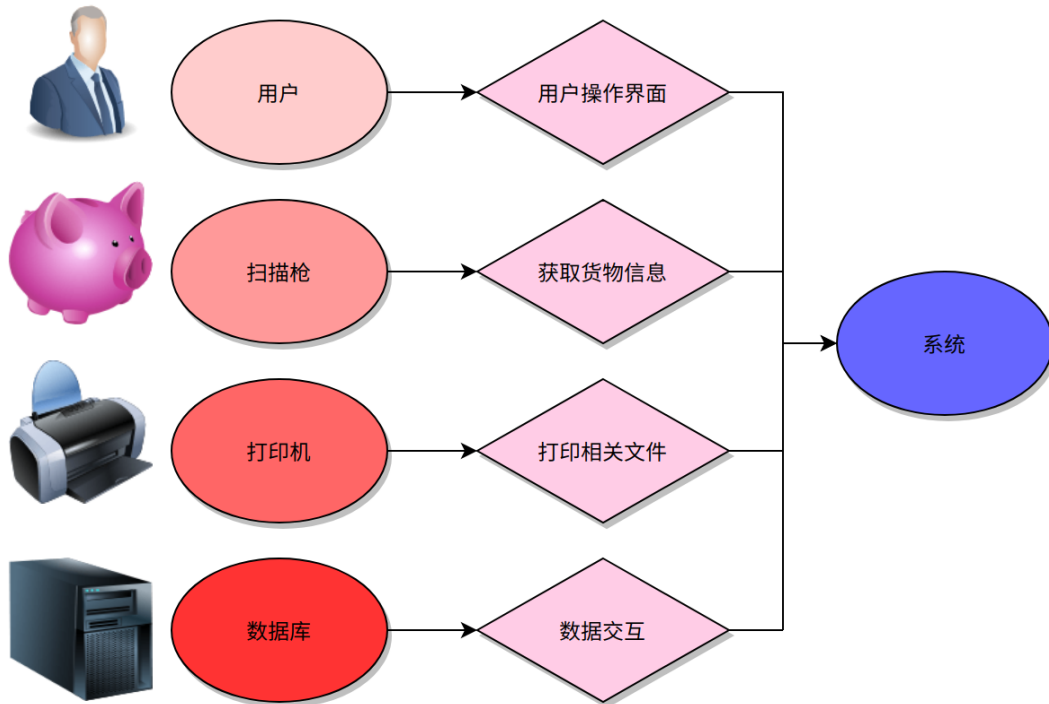 用户
用户操作界面
扫描枪
获取货物信息
系统
打印机
打印相关文件
数据库
数据交互